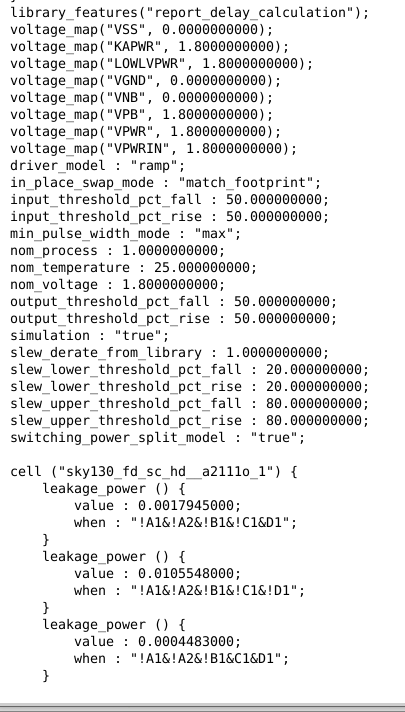 library_features("report_delay_calculation");
voltage_map("VSS", 0.0000000000);
voltage_map("KAPWR", 1.8000000000);
voltage_map("LOWLVPWR", 1.8000000000);
voltage_map("VGND", 0.0000000000);
voltage_map("VNB", 0.0000000000);
voltage_map("VPB", 1.8000000000);
voltage_map("VPWR", 1.8000000000);
voltage_map("VPWRIN", 1.8000000000);
driver_model : "ramp";
in_place_swap_mode : "match_footprint";
input_threshold_pct_fall : 50.000000000;
input_threshold_pct_rise : 50.000000000;
min_pulse_width_mode : "max";
nom_process : 1.0000000000;
nom_temperature : 25.000000000;
nom_voltage : 1.8000000000;
output_threshold_pct_fall : 50.000000000;
output_threshold_pct_rise : 50.000000000;
simulation : "true";
slew_derate_from_library : 1.0000000000;
slew_lower_threshold_pct_fall : 20.000000000;
slew_lower_threshold_pct_rise : 20.000000000;
slew_upper_threshold_pct_fall : 80.000000000;
slew_upper_threshold_pct_rise : 80.000000000;
switching_power_split_model : "true";
cell ("sky130_fd_sc_hd__a2111o_1") {
leakage_power () {
value : 0.0017945000;
when : "!A1&!A2&!B1&!C1&D1";
}
leakage_power () {
value : 0.0105548000;
when : "!A1&!A2&!B1&!C1&!D1";
}
leakage_power () {
value : 0.0004483000;
when : "!A1&!A2&!B1&C1&D1";
}